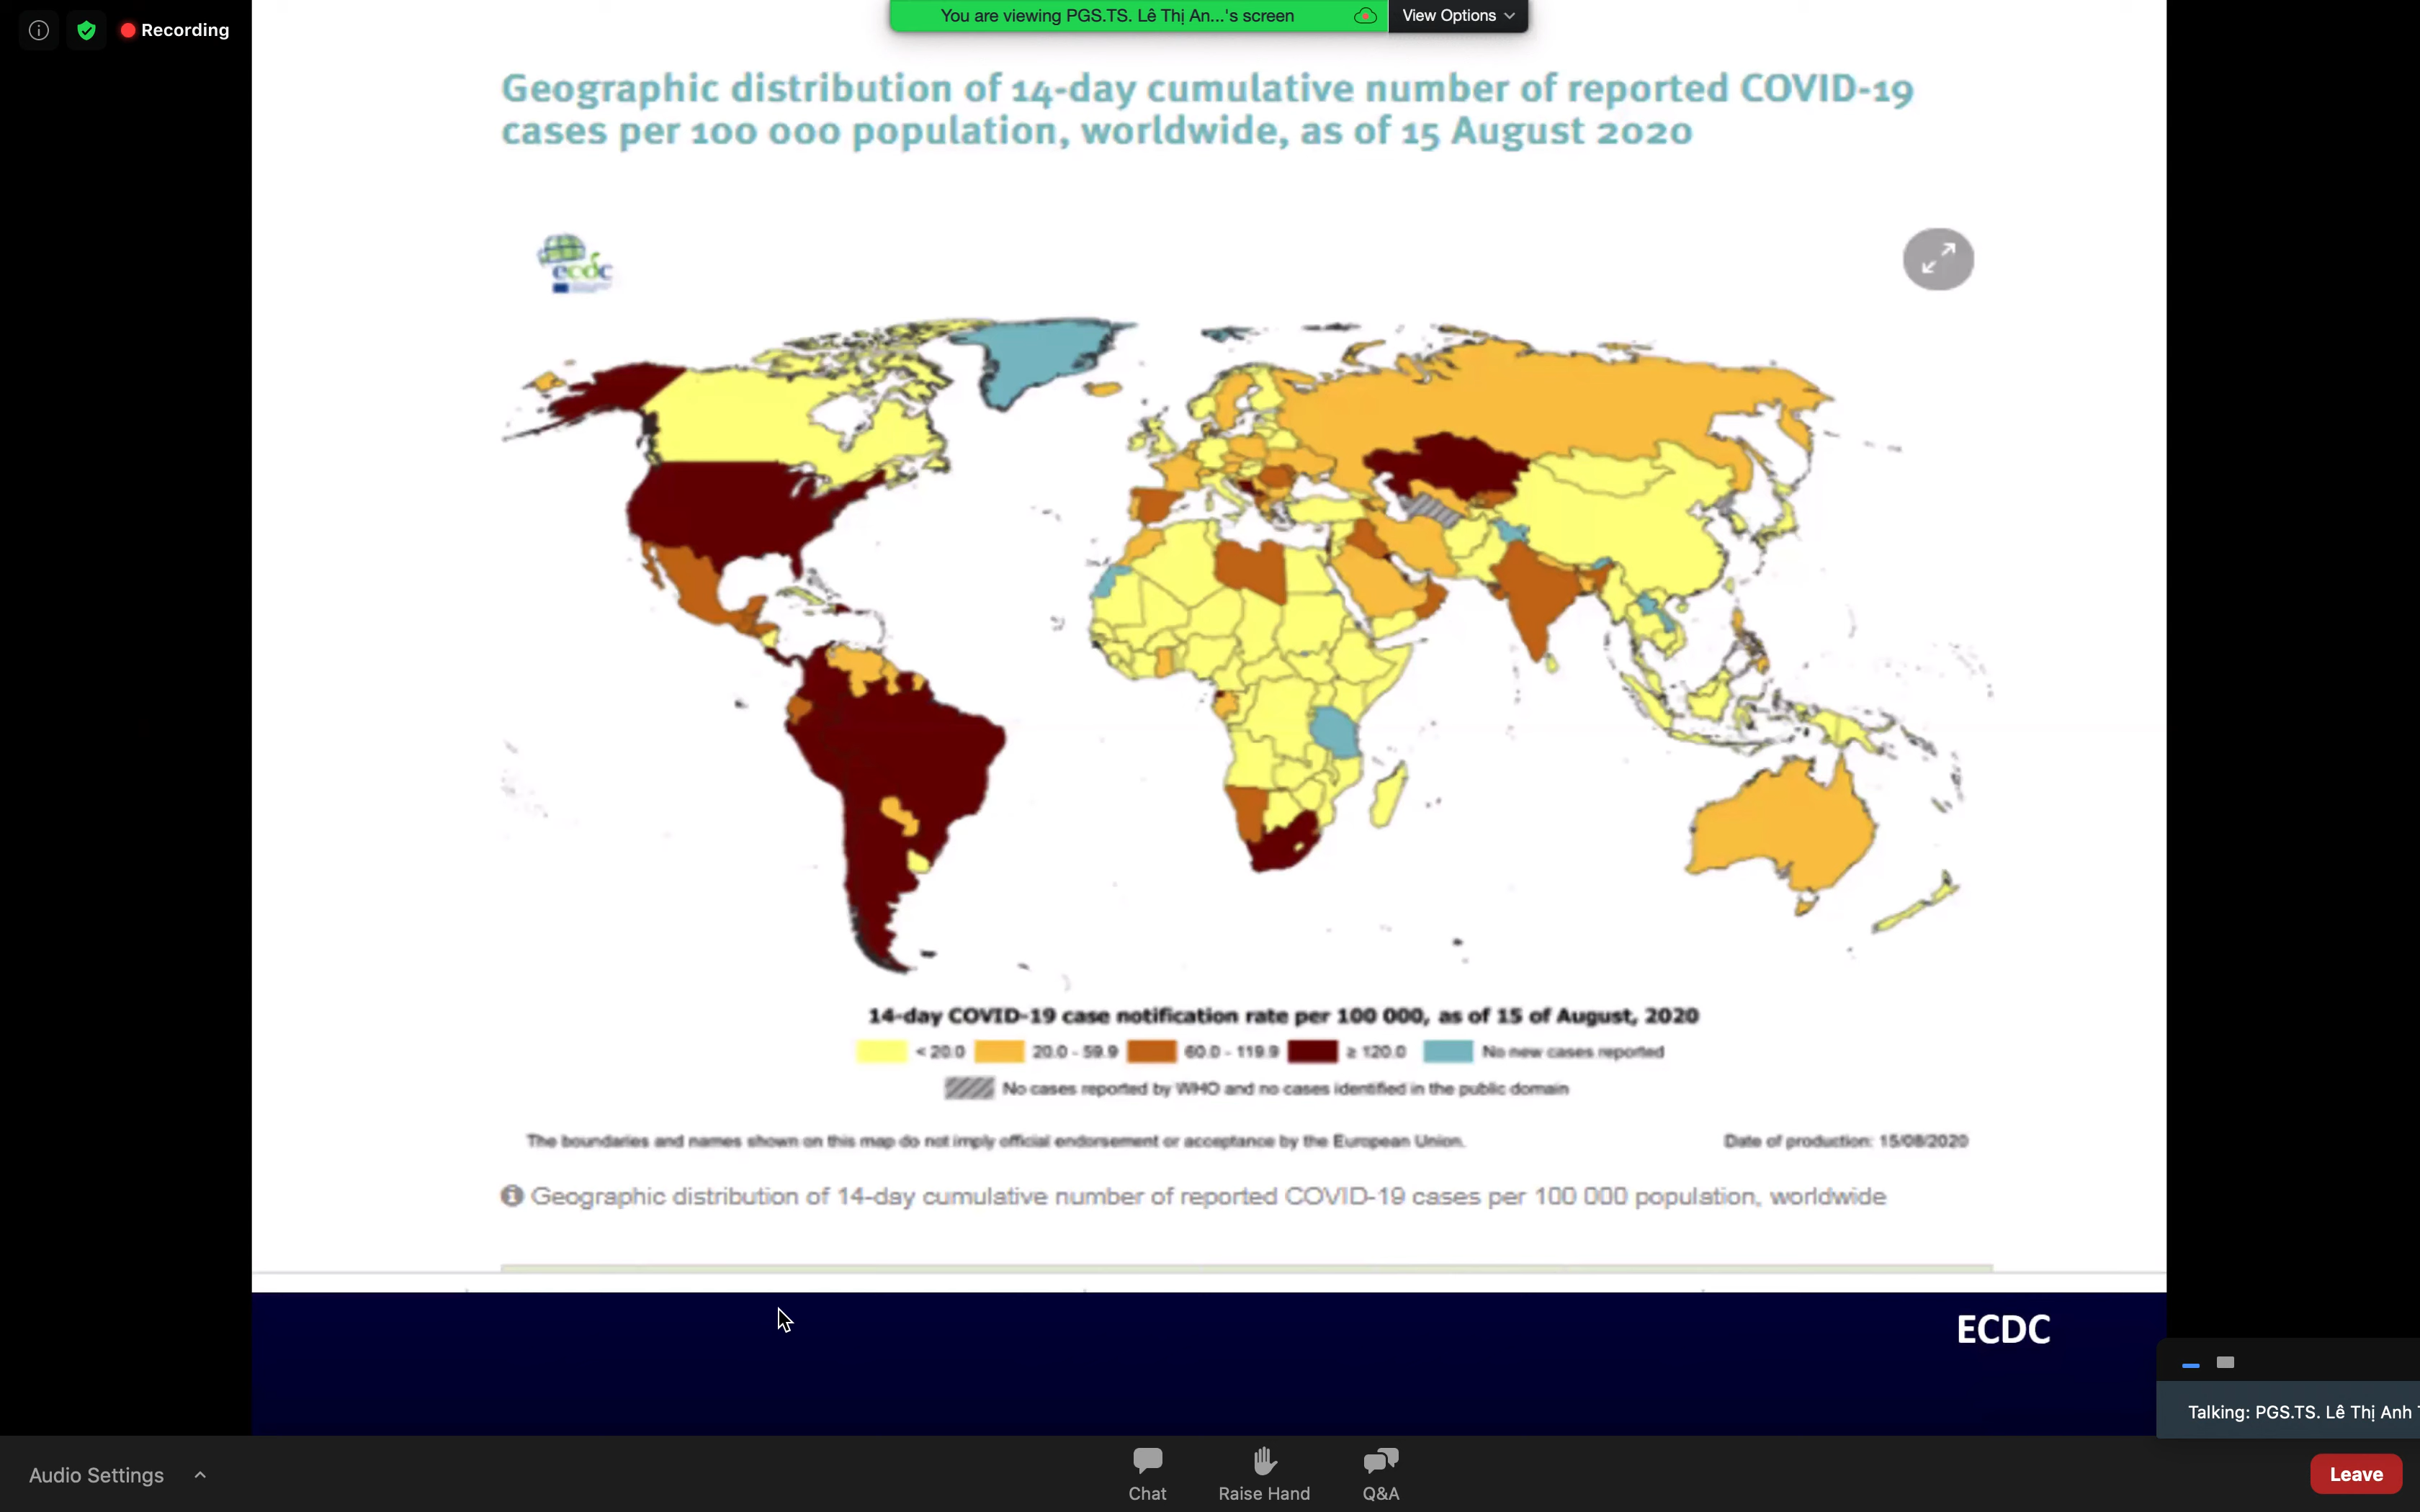 Recording
You are viewing PGS.TS. Lê Thị An...'s screen
View Options
Geographic distribution of 14-day cumulative number of reported COVID-19
cases per 100 000 population, worldwide, as of 15 August 2020
ecdc
14-day COVID-19 case notification rate per 100 000, as of 15 of August, 2020
< 20.0 20.0 - 59.9 60.0 - 119.9 ≥ 120.0 No new cases reported
No cases reported by WHO and no cases identified in the public domain
The boundaries and names shown on this map do not imply official endorsement or acceptance by the European Union. Date of production: 15/08/2020
Geographic distribution of 14-day cumulative number of reported COVID-19 cases per 100 000 population, worldwide
ECDC
Talking: PGS.TS. Lê Thị Anh
Audio Settings
Chat
Raise Hand
Q&A
Leave